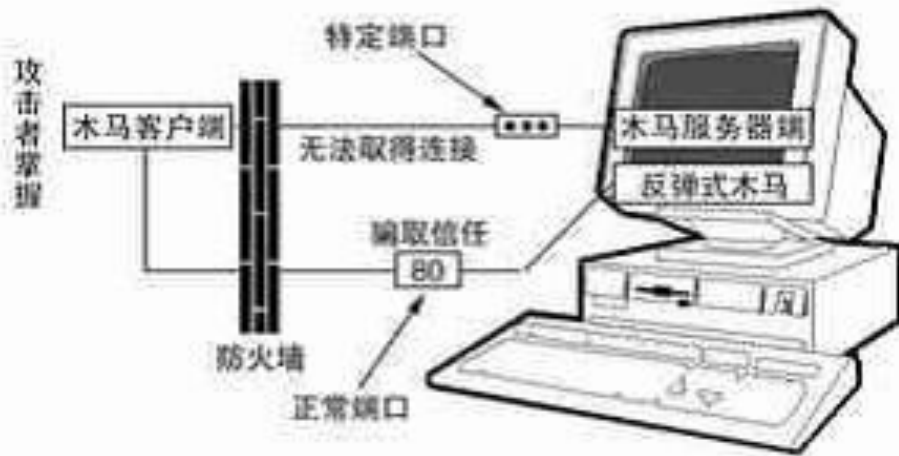 特定端口
攻击者掌握
木马客户端
木马服务器端
无法取得连接
反弹式木马
骗取信任
80
防火墙
正常端口